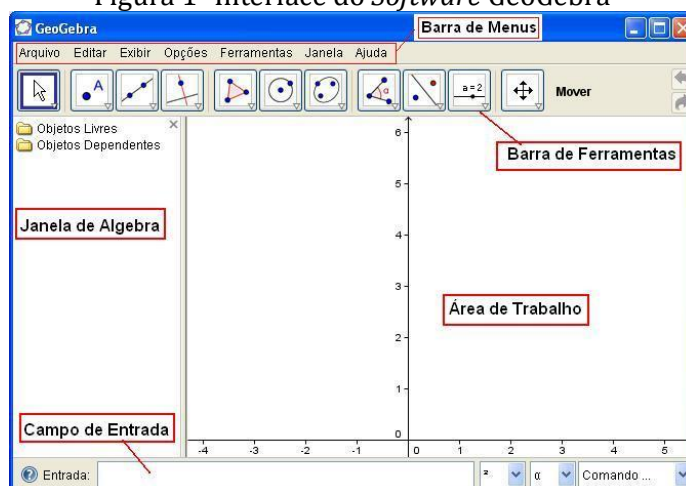 Figura 1- Interface do Software GeoGebra
GeoGebra
Barra de Menus
Arquivo Editar Exibir Opções Ferramentas Janela Ajuda
A
α
a=2
Mover
Objetos Livres
Objetos Dependentes
Barra de Ferramentas
Janela de Algebra
Área de Trabalho
Campo de Entrada
6
5
4
3
2
1
0
-4 -3 -2 -1 0 1 2 3 4 5
Entrada:
² α Comando ...